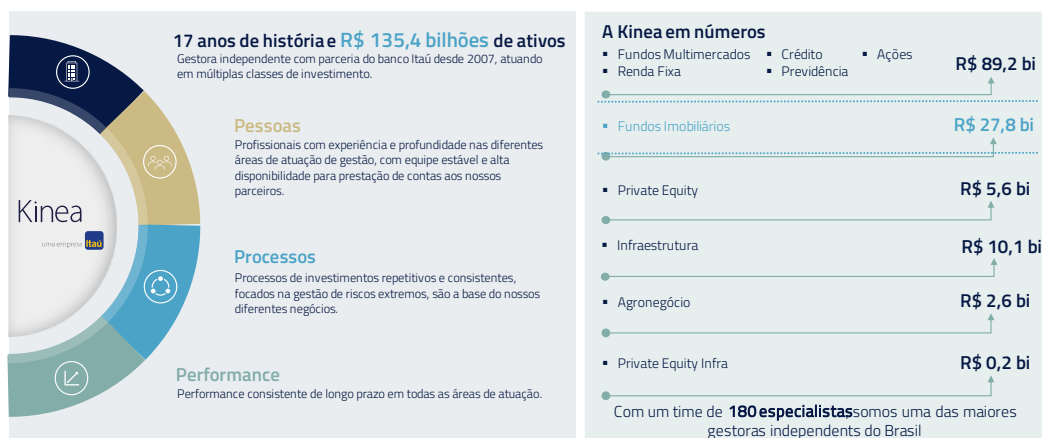 17 anos de história e R$ 135,4 bilhões de ativos
Gestora independente com parceria do banco Itaú desde 2007, atuando
em múltiplas classes de investimento.
Pessoas
Profissionais com experiência e profundidade nas diferentes
áreas de atuação de gestão, com equipe estável e alta
disponibilidade para prestação de contas aos nossos
parceiros.
Kinea
uma empresa Itaú
Processos
Processos de investimentos repetitivos e consistentes,
focados na gestão de riscos extremos, são a base do nossos
diferentes negócios.
Performance
Performance consistente de longo prazo em todas as áreas de atuação.
A Kinea em números
▪ Fundos Multimercados ▪ Crédito ▪ Ações
▪ Renda Fixa ▪ Previdência
R$ 89,2 bi
▪ Fundos Imobiliários R$ 27,8 bi
▪ Private Equity R$ 5,6 bi
▪ Infraestrutura R$ 10,1 bi
▪ Agronegócio R$ 2,6 bi
▪ Private Equity Infra R$ 0,2 bi
Com um time de 180 especialistas, somos uma das maiores
gestoras independents do Brasil